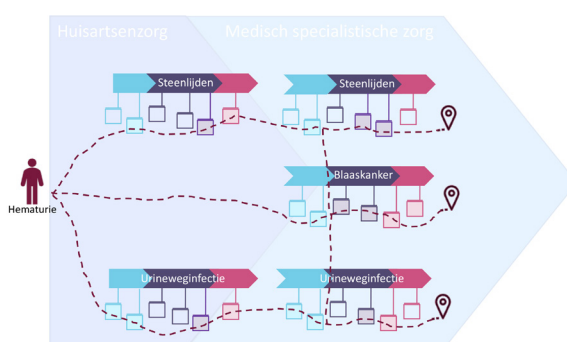 Huisartsenzorg
Medisch specialistische zorg
Steenlijden
Steenlijden
Blaaskanker
Hematurie
Urineweginfectie
Urineweginfectie